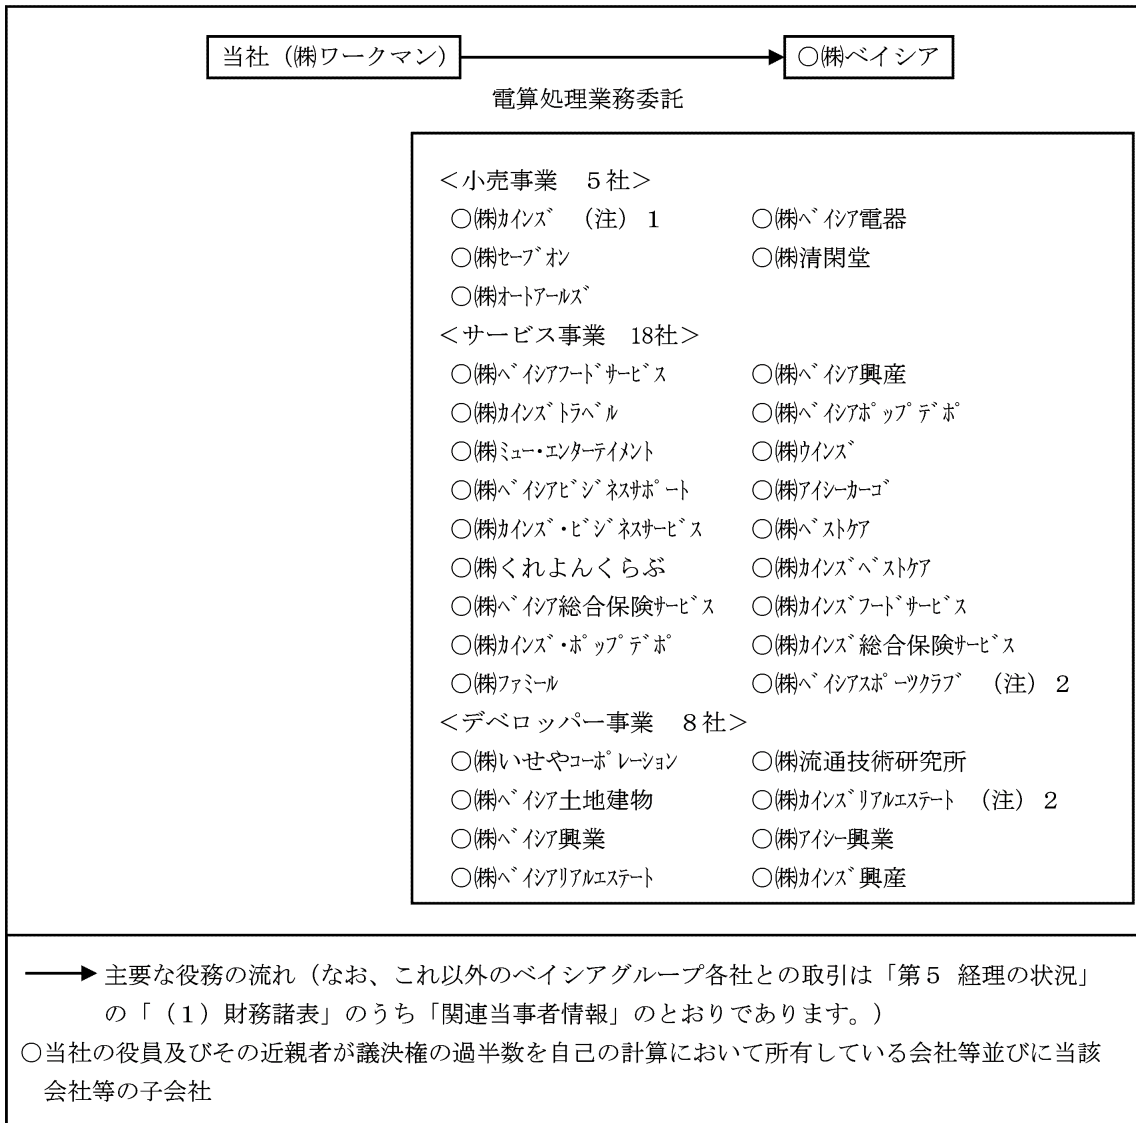 当社（㈱ワークマン） ○㈱ベイシア
電算処理業務委託
＜小売事業　５社＞
○㈱ｶｲﾝｽﾞ　（注）１ ○㈱ﾍﾞｲｼｱ電器
○㈱ｾｰﾌﾞｵﾝ ○㈱清閑堂
○㈱ｵｰﾄｱｰﾙｽﾞ
＜サービス事業　18社＞
○㈱ﾍﾞｲｼｱﾌｰﾄﾞｻｰﾋﾞｽ ○㈱ﾍﾞｲｼｱ興産
○㈱ｶｲﾝｽﾞﾄﾗﾍﾞﾙ ○㈱ﾍﾞｲｼｱﾎﾟｯﾌﾟﾃﾞﾎﾟ
○㈱ﾐｭｰ･ｴﾝﾀｰﾃｲﾒﾝﾄ ○㈱ｳｲﾝｽﾞ
○㈱ﾍﾞｲｼｱﾋﾞｼﾞﾈｽｻﾎﾟｰﾄ ○㈱ｱｲｼｰｶｰｺﾞ
○㈱ｶｲﾝｽﾞ･ﾋﾞｼﾞﾈｽｻｰﾋﾞｽ ○㈱ﾍﾞｽﾄｹｱ
○㈱くれよんくらぶ ○㈱ｶｲﾝｽﾞﾍﾞｽﾄｹｱ
○㈱ﾍﾞｲｼｱ総合保険ｻｰﾋﾞｽ ○㈱ｶｲﾝｽﾞﾌｰﾄﾞｻｰﾋﾞｽ
○㈱ｶｲﾝｽﾞ･ﾎﾟｯﾌﾟﾃﾞﾎﾟ ○㈱ｶｲﾝｽﾞ総合保険ｻｰﾋﾞｽ
○㈱ﾌｧﾐｰﾙ ○㈱ﾍﾞｲｼｱｽﾎﾟｰﾂｸﾗﾌﾞ　（注）２
＜デベロッパー事業　８社＞
○㈱いせやｺｰﾎﾟﾚｰｼｮﾝ ○㈱流通技術研究所
○㈱ﾍﾞｲｼｱ土地建物 ○㈱ｶｲﾝｽﾞﾘｱﾙｴｽﾃｰﾄ　（注）２
○㈱ﾍﾞｲｼｱ興業 ○㈱ｱｲｼｰ興業
○㈱ﾍﾞｲｼｱﾘｱﾙｴｽﾃｰﾄ ○㈱ｶｲﾝｽﾞ興産
主要な役務の流れ（なお、これ以外のベイシアグループ各社との取引は「第５ 経理の状況」
の「（１）財務諸表」のうち「関連当事者情報」のとおりであります。）
○当社の役員及びその近親者が議決権の過半数を自己の計算において所有している会社等並びに当該
会社等の子会社